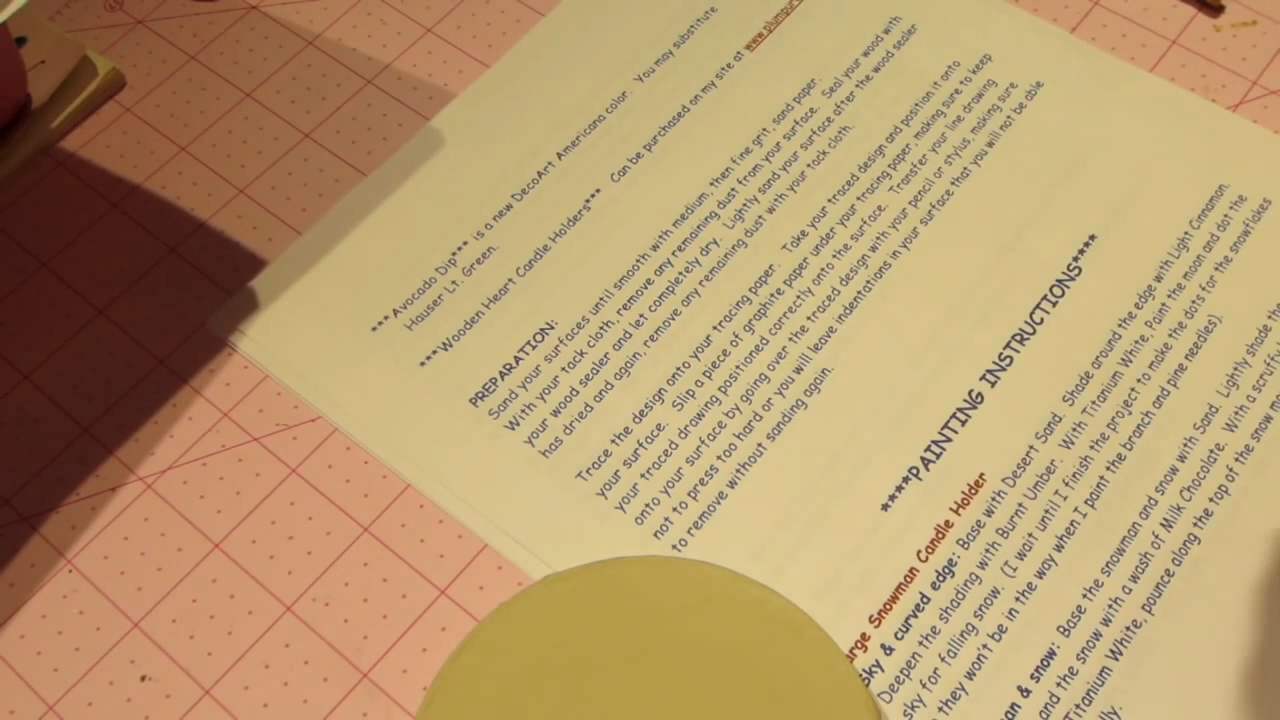 ***Avocado Dip*** is a new DecoArt Americana color. You may substitute
Hauser Lt. Green.
***Wooden Heart Candle Holders*** Can be purchased on my site at
PREPARATION:
Sand your surfaces until smooth with medium, then fine grit, sand paper.
With your tack cloth, remove any remaining dust from your surface. Seal your wood with
your wood sealer and let completely dry. Lightly sand your surface after the wood sealer
has dried and again, remove any remaining dust with your tack cloth.
Trace the design onto your tracing paper. Take your traced design and position it onto
your surface. Slip a piece of graphite paper under your tracing paper, making sure to keep
your traced drawing positioned correctly onto the surface. Transfer your line drawing
onto your surface by going over the traced design with your pencil or stylus, making sure
not to press too hard or you will leave indentations in your surface that you will not be able
to remove without sanding again.
****PAINTING INSTRUCTIONS****
Snowman Candle Holder
sky & curved edge: Base with Desert Sand. Shade around the edge with Light Cinnamon.
Deepen the shading with Burnt Umber. With Titanium White, Paint the moon and dot the
sky for falling snow. (I wait until I finish the project to make the dots for the snowflakes
they won't be in the way when I paint the branch and pine needles).
& snow: Base the snowman and snow with Sand. Lightly shade
and the snow with a wash of Milk Chocolate. With a
Titanium White, pounce along the top of the snow